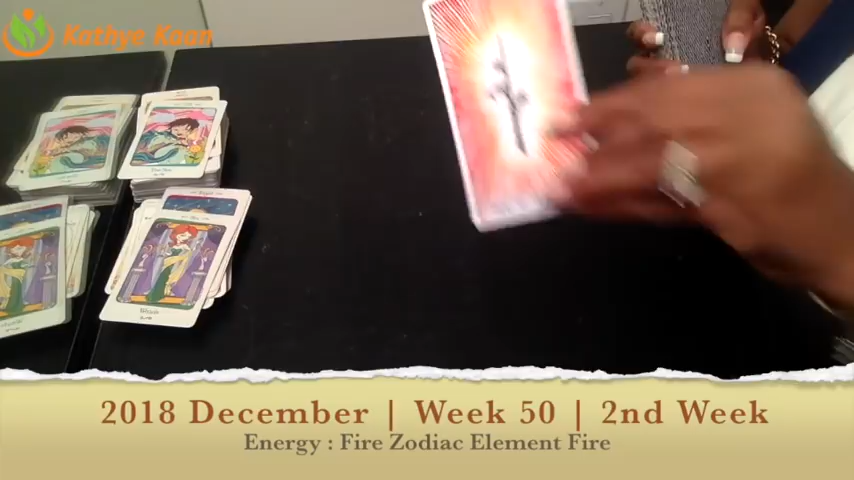 Kathye Kaan
2018 December | Week 50 | 2nd Week
Energy : Fire Zodiac Element Fire